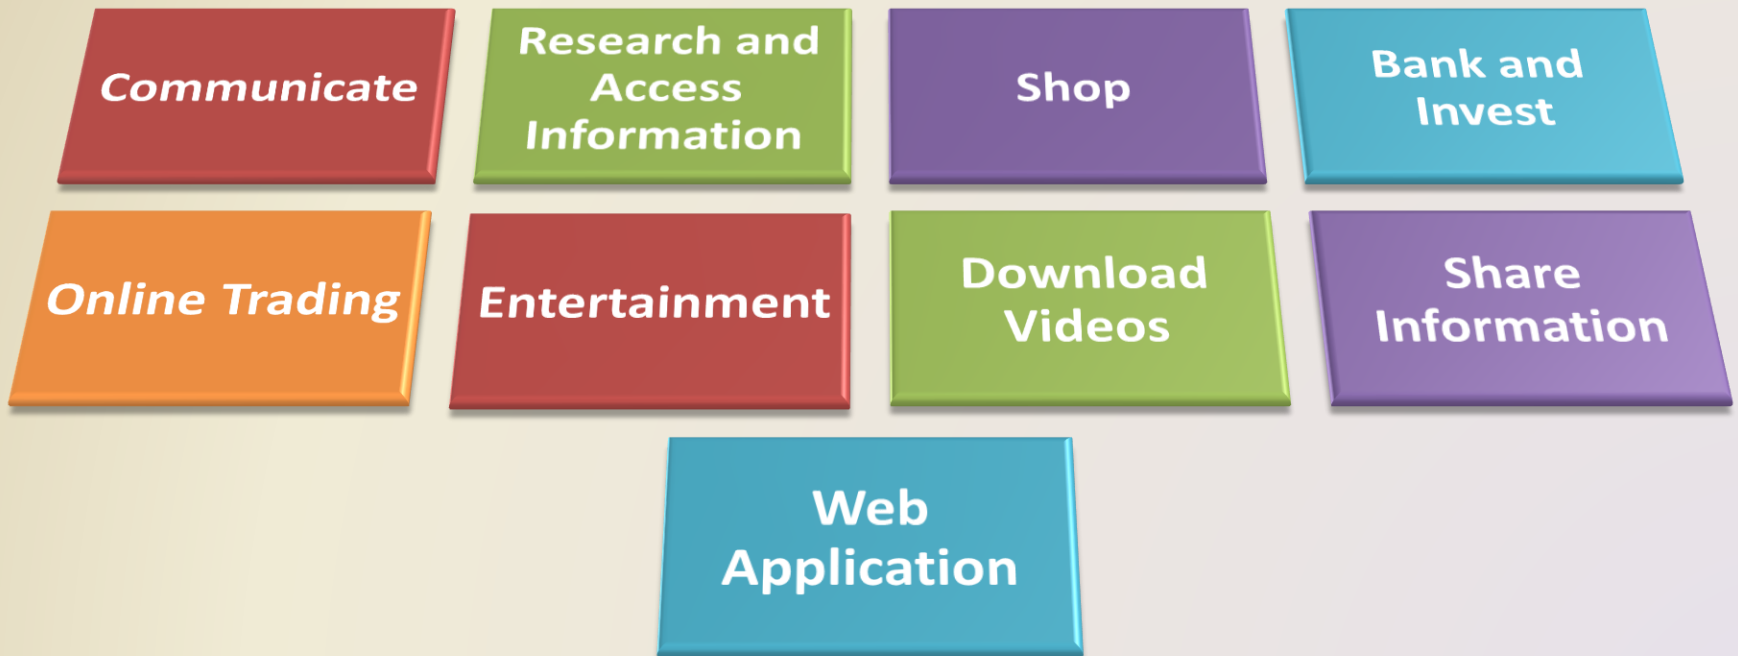 Communicate
Research and
Access
Information
Shop
Bank and
Invest
Online Trading
Entertainment
Download
Videos
Share
Information
Web
Application